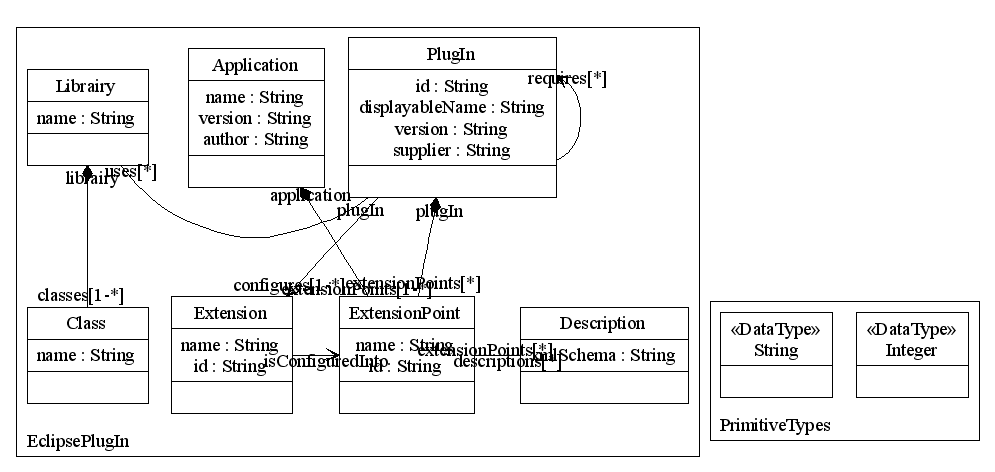 PlugIn
id : String
displayableName : String
version : String
supplier : String
requires[*]
Application
name : String
version : String
author : String
Librairy
name : String
librairy
uses[*]
application
plugIn
plugIn
classes[1-*]
configures[1-*]
extensionPoints[1-*]
extensionPoints[*]
Class
name : String
Extension
name : String
id : String
isConfiguredInto
ExtensionPoint
name : String
id : String
extensionPoints[*]
descriptions[*]
Description
xmlSchema : String
EclipsePlugIn
«DataType»
String
«DataType»
Integer
PrimitiveTypes